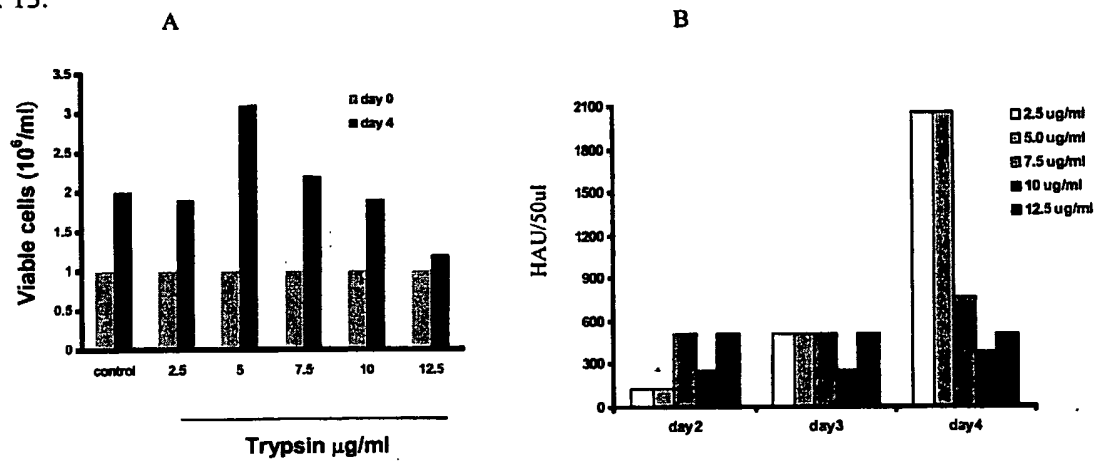 15.
A
B
Viable cells (10⁶/ml)
3.5
3
2.5
2
1.5
1
0.5
0
day 0
day 4
control 2.5 5 7.5 10 12.5
Trypsin µg/ml
HAU/50ul
2100
1800
1500
1200
900
600
300
0
2.5 ug/ml
5.0 ug/ml
7.5 ug/ml
10 ug/ml
12.5 ug/ml
day2 day3 day4